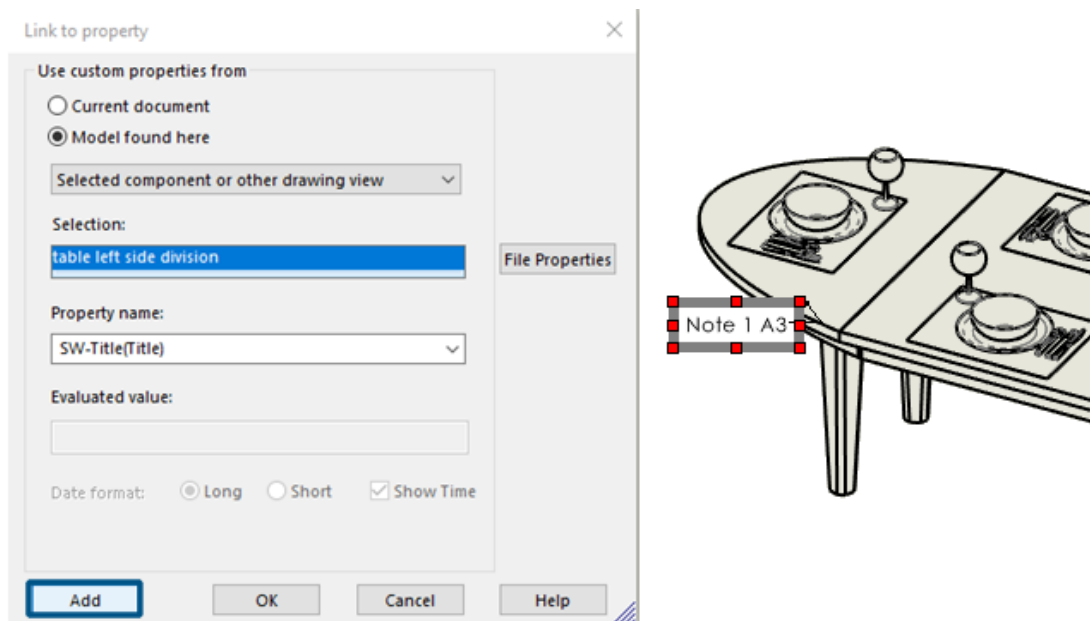 Link to property
Use custom properties from
Current document
Model found here
Selected component or other drawing view
Selection:
table left side division
File Properties
Property name:
SW-Title(Title)
Evaluated value:
Date format: Long Short Show Time
Add OK Cancel Help
Note 1 A3